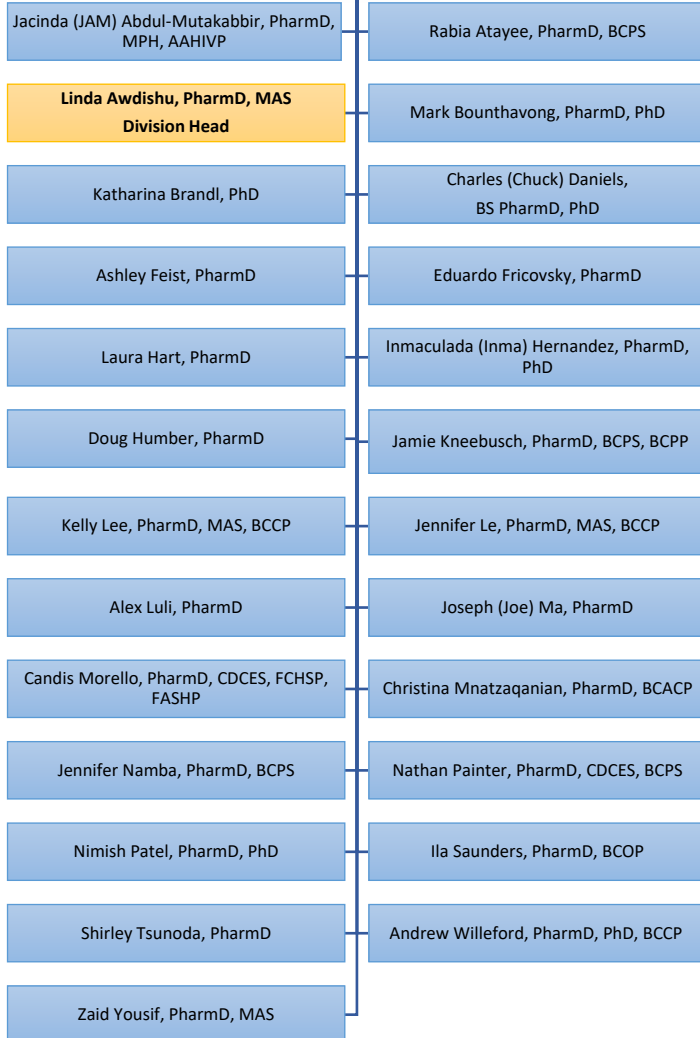 Jacinda (JAM) Abdul-Mutakabbir, PharmD,
MPH, AAHIVP
Rabia Atayee, PharmD, BCPS
Linda Awdishu, PharmD, MAS
Division Head
Mark Bounthavong, PharmD, PhD
Katharina Brandl, PhD
Charles (Chuck) Daniels,
BS PharmD, PhD
Ashley Feist, PharmD
Eduardo Fricovsky, PharmD
Laura Hart, PharmD
Inmaculada (Inma) Hernandez, PharmD,
PhD
Doug Humber, PharmD
Jamie Kneebusch, PharmD, BCPS, BCPP
Kelly Lee, PharmD, MAS, BCCP
Jennifer Le, PharmD, MAS, BCCP
Alex Luli, PharmD
Joseph (Joe) Ma, PharmD
Candis Morello, PharmD, CDCES, FCHSP,
FASHP
Christina Mnatzaqanian, PharmD, BCACP
Jennifer Namba, PharmD, BCPS
Nathan Painter, PharmD, CDCES, BCPS
Nimish Patel, PharmD, PhD
Ila Saunders, PharmD, BCOP
Shirley Tsunoda, PharmD
Andrew Willeford, PharmD, PhD, BCCP
Zaid Yousif, PharmD, MAS